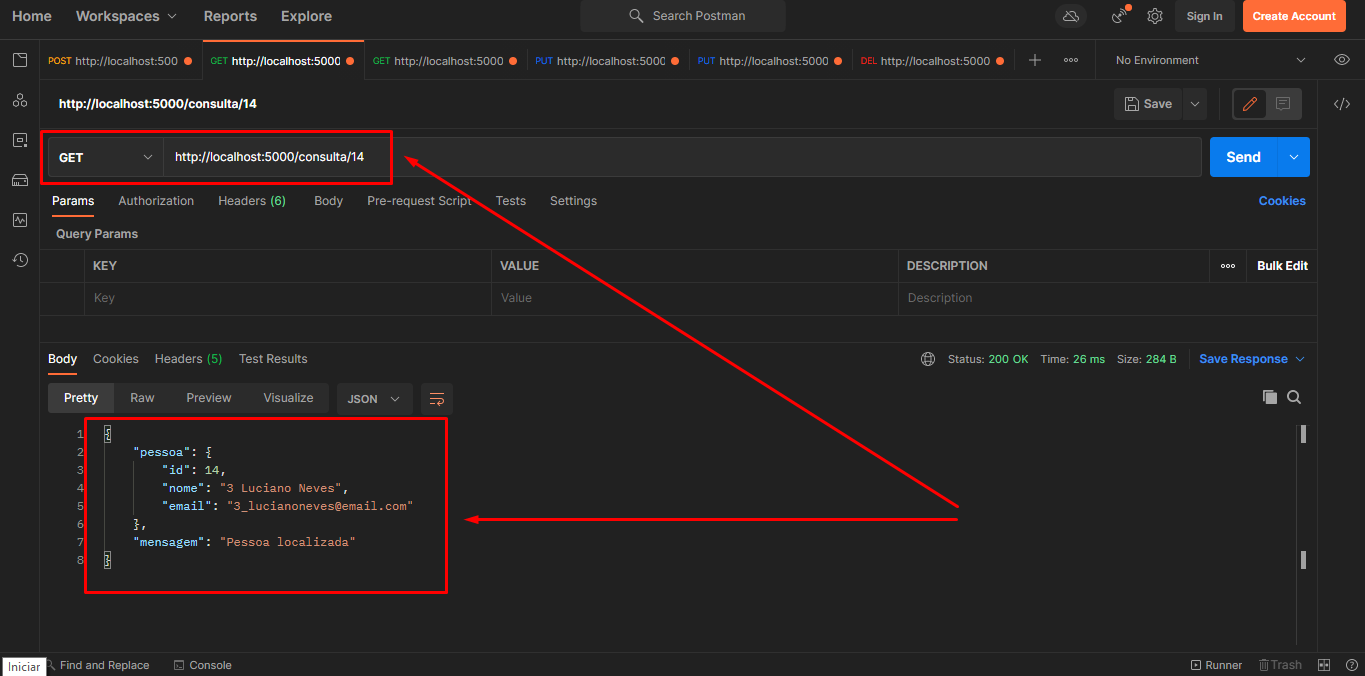 Home Workspaces Reports Explore Search Postman Sign In Create Account
POST http://localhost:500 GET http://localhost:5000 GET http://localhost:5000 PUT http://localhost:5000 PUT http://localhost:5000 DEL http://localhost:5000 No Environment
http://localhost:5000/consulta/14 Save
GET http://localhost:5000/consulta/14 Send
Params Authorization Headers (6) Body Pre-request Script Tests Settings Cookies
Query Params
KEY VALUE DESCRIPTION Bulk Edit
Key Value Description
Body Cookies Headers (5) Test Results Status: 200 OK Time: 26 ms Size: 284 B Save Response
Pretty Raw Preview Visualize JSON
1 {
2 "pessoa": {
3 "id": 14,
4 "nome": "3 Luciano Neves",
5 "email": "3_lucianoneves@email.com"
6 },
7 "mensagem": "Pessoa localizada"
8 }
Iniciar Find and Replace Console Runner Trash